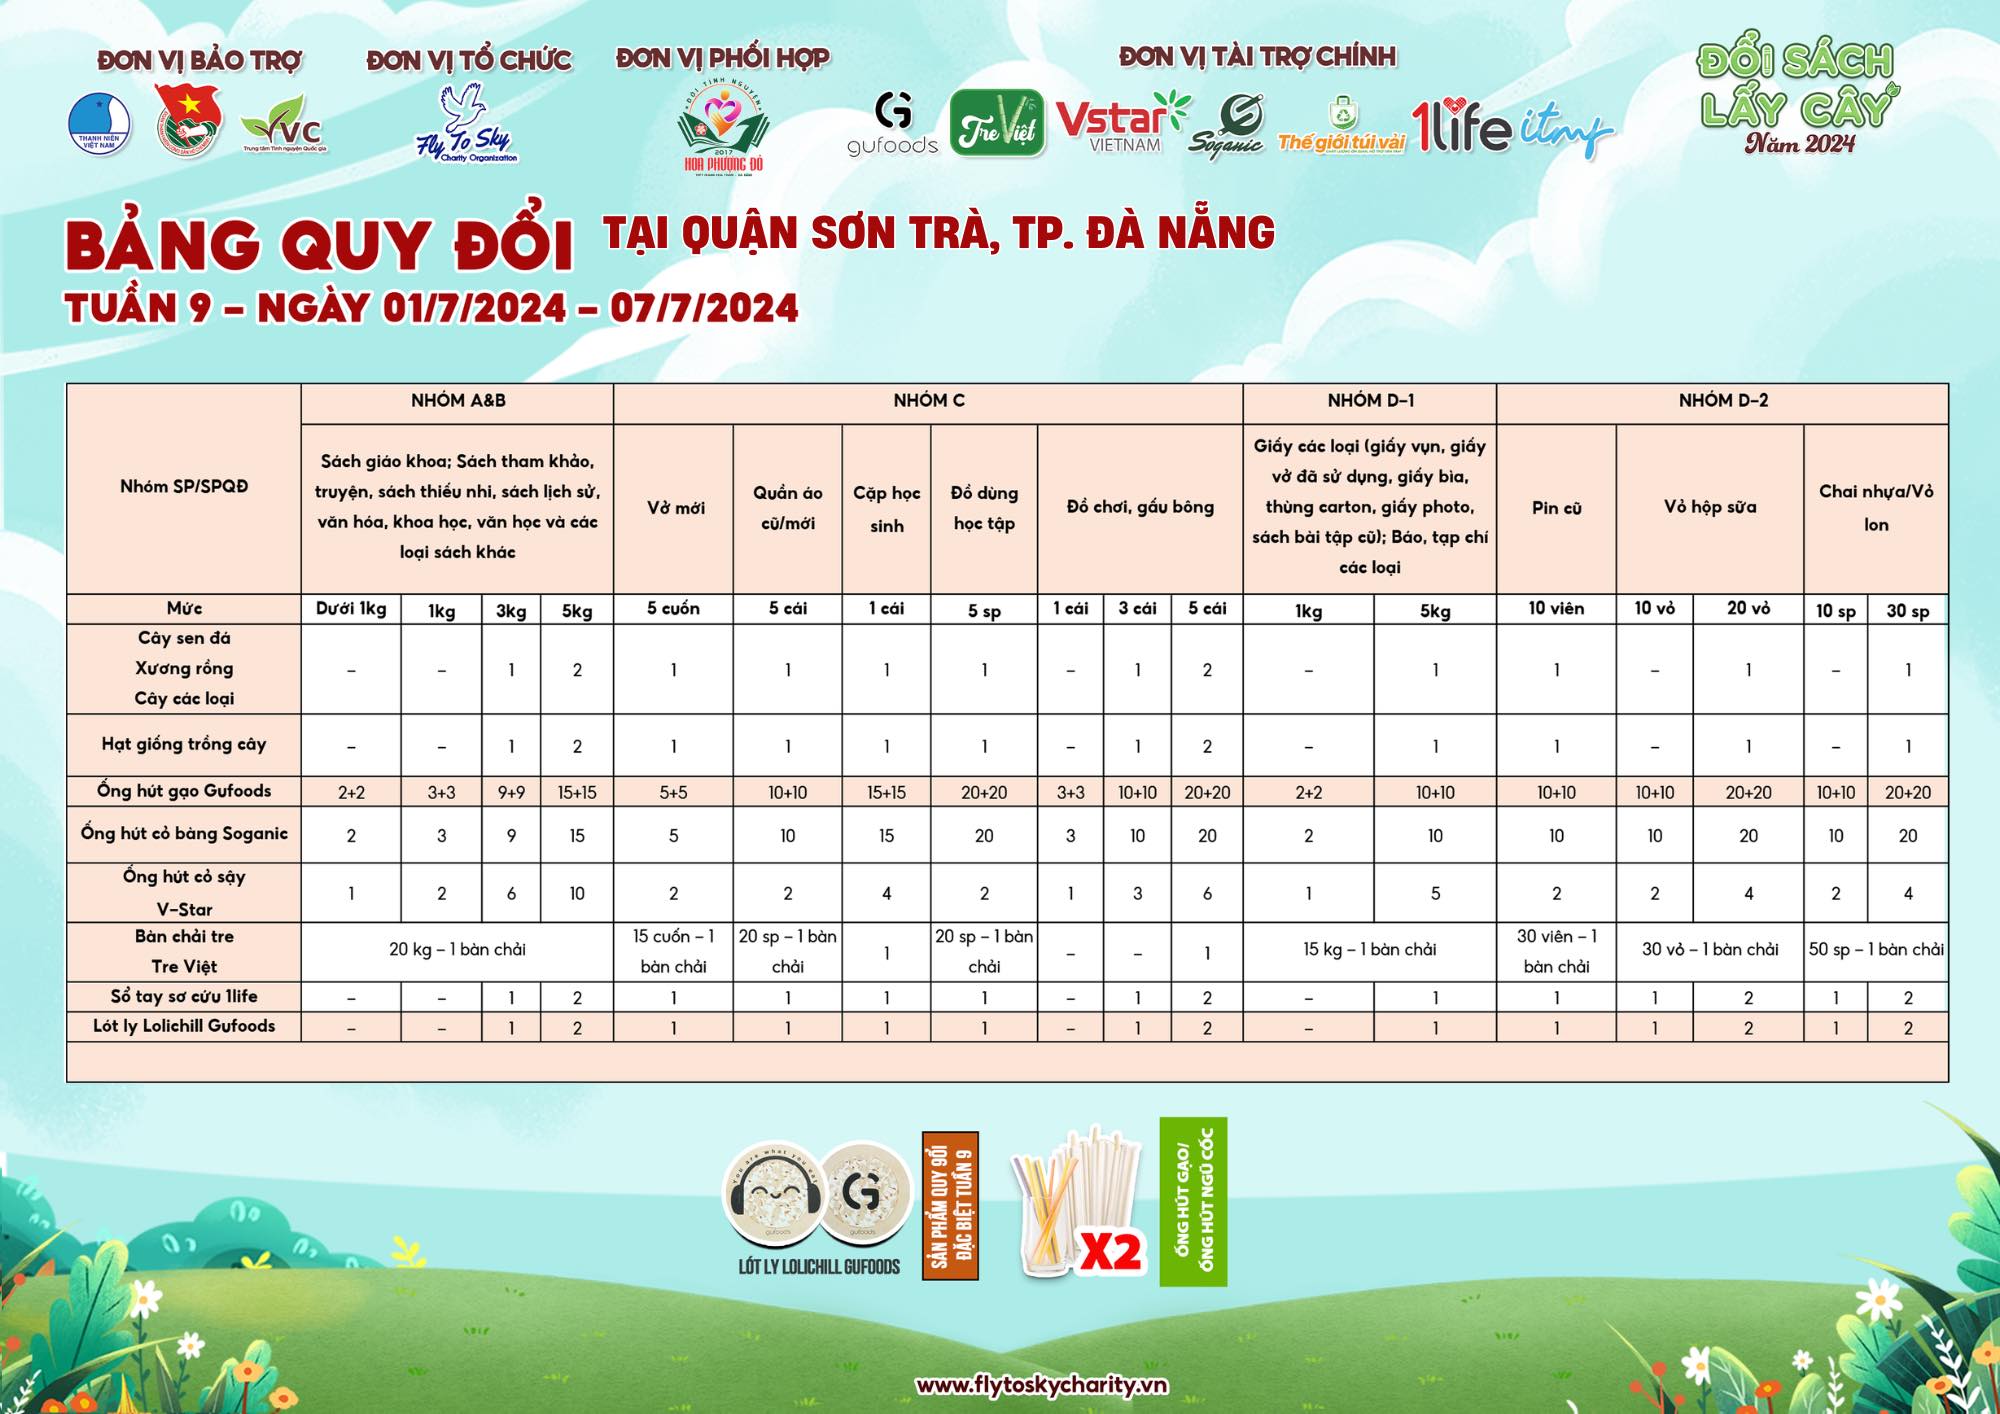 ĐƠN VỊ BẢO TRỢ
ĐƠN VỊ TỔ CHỨC
ĐƠN VỊ PHỐI HỢP
ĐƠN VỊ TÀI TRỢ CHÍNH
ĐỔI SÁCH
LẤY CÂY
Năm 2024
THANH NIÊN
VIỆT NAM
VVC
Trung tâm Tình nguyện Quốc gia
Fly To Sky
Charity Organization
ĐỘI TÌNH NGUYỆN
2017
HOA PHƯỢNG ĐỎ
gufoods
Tre Việt
Vstar
VIETNAM
Soganic
Thế giới túi vải
1life
itmy
BẢNG QUY ĐỔI TẠI QUẬN SƠN TRÀ, TP. ĐÀ NẴNG
TUẦN 9 – NGÀY 01/7/2024 – 07/7/2024
Nhóm SP/SPQĐ
NHÓM A&B
NHÓM C
NHÓM D-1
NHÓM D-2
Sách giáo khoa; Sách tham khảo,
truyện, sách thiếu nhi, sách lịch sử,
văn hóa, khoa học, văn học và các
loại sách khác
Vở mới
Quần áo
cũ/mới
Cặp học
sinh
Đồ dùng
học tập
Đồ chơi, gấu bông
Giấy các loại (giấy vụn, giấy
vở đã sử dụng, giấy bìa,
thùng carton, giấy photo,
sách bài tập cũ); Báo, tạp chí
các loại
Pin cũ
Vỏ hộp sữa
Chai nhựa/Vỏ
lon
Mức Dưới 1kg 1kg 3kg 5kg 5 cuốn 5 cái 1 cái 5 sp 1 cái 3 cái 5 cái 1kg 5kg 10 viên 10 vỏ 20 vỏ 10 sp 30 sp
Cây sen đá
Xương rồng
Cây các loại
– – 1 2 1 1 1 1 – 1 2 – 1 1 – 1 – 1
Hạt giống trồng cây – – 1 2 1 1 1 1 – 1 2 – 1 1 – 1 – 1
Ống hút gạo Gufoods 2+2 3+3 9+9 15+15 5+5 10+10 15+15 20+20 3+3 10+10 20+20 2+2 10+10 10+10 10+10 20+20 10+10 20+20
Ống hút cỏ bàng Soganic 2 3 9 15 5 10 15 20 3 10 20 2 10 10 10 20 10 20
Ống hút cỏ sậy
V-Star
1 2 6 10 2 2 4 2 1 3 6 1 5 2 2 4 2 4
Bàn chải tre
Tre Việt
20 kg – 1 bàn chải
15 cuốn – 1
bàn chải
20 sp – 1 bàn
chải
1
20 sp – 1 bàn
chải
– – 1
15 kg – 1 bàn chải
30 viên – 1
bàn chải
30 vỏ – 1 bàn chải
50 sp – 1 bàn chải
Sổ tay sơ cứu 1life – – 1 2 1 1 1 1 – 1 2 – 1 1 1 2 1 2
Lót ly Lolichill Gufoods – – 1 2 1 1 1 1 – 1 2 – 1 1 1 2 1 2
you are what you eat
gufoods
gufoods
LÓT LY LOLICHILL GUFOODS
SẢN PHẨM QUY 9ỔI
ĐẶC BIỆT TUẦN 9
X2
ỐNG HÚT GẠO/
ỐNG HÚT NGŨ CỐC
www.flytoskycharity.vn